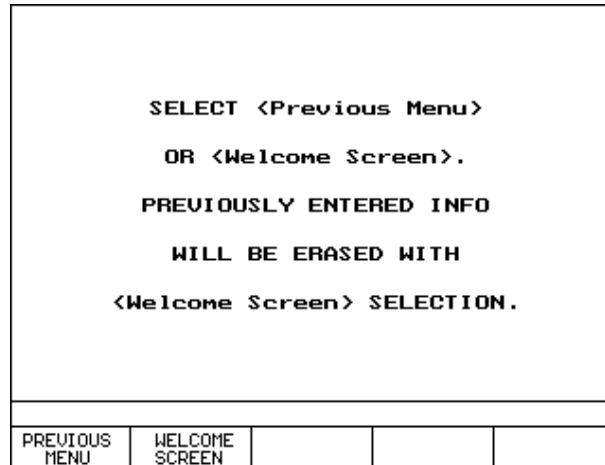 SELECT <Previous Menu>
OR <Welcome Screen>.
PREVIOUSLY ENTERED INFO
WILL BE ERASED WITH
<Welcome Screen> SELECTION.
PREVIOUS
MENU
WELCOME
SCREEN